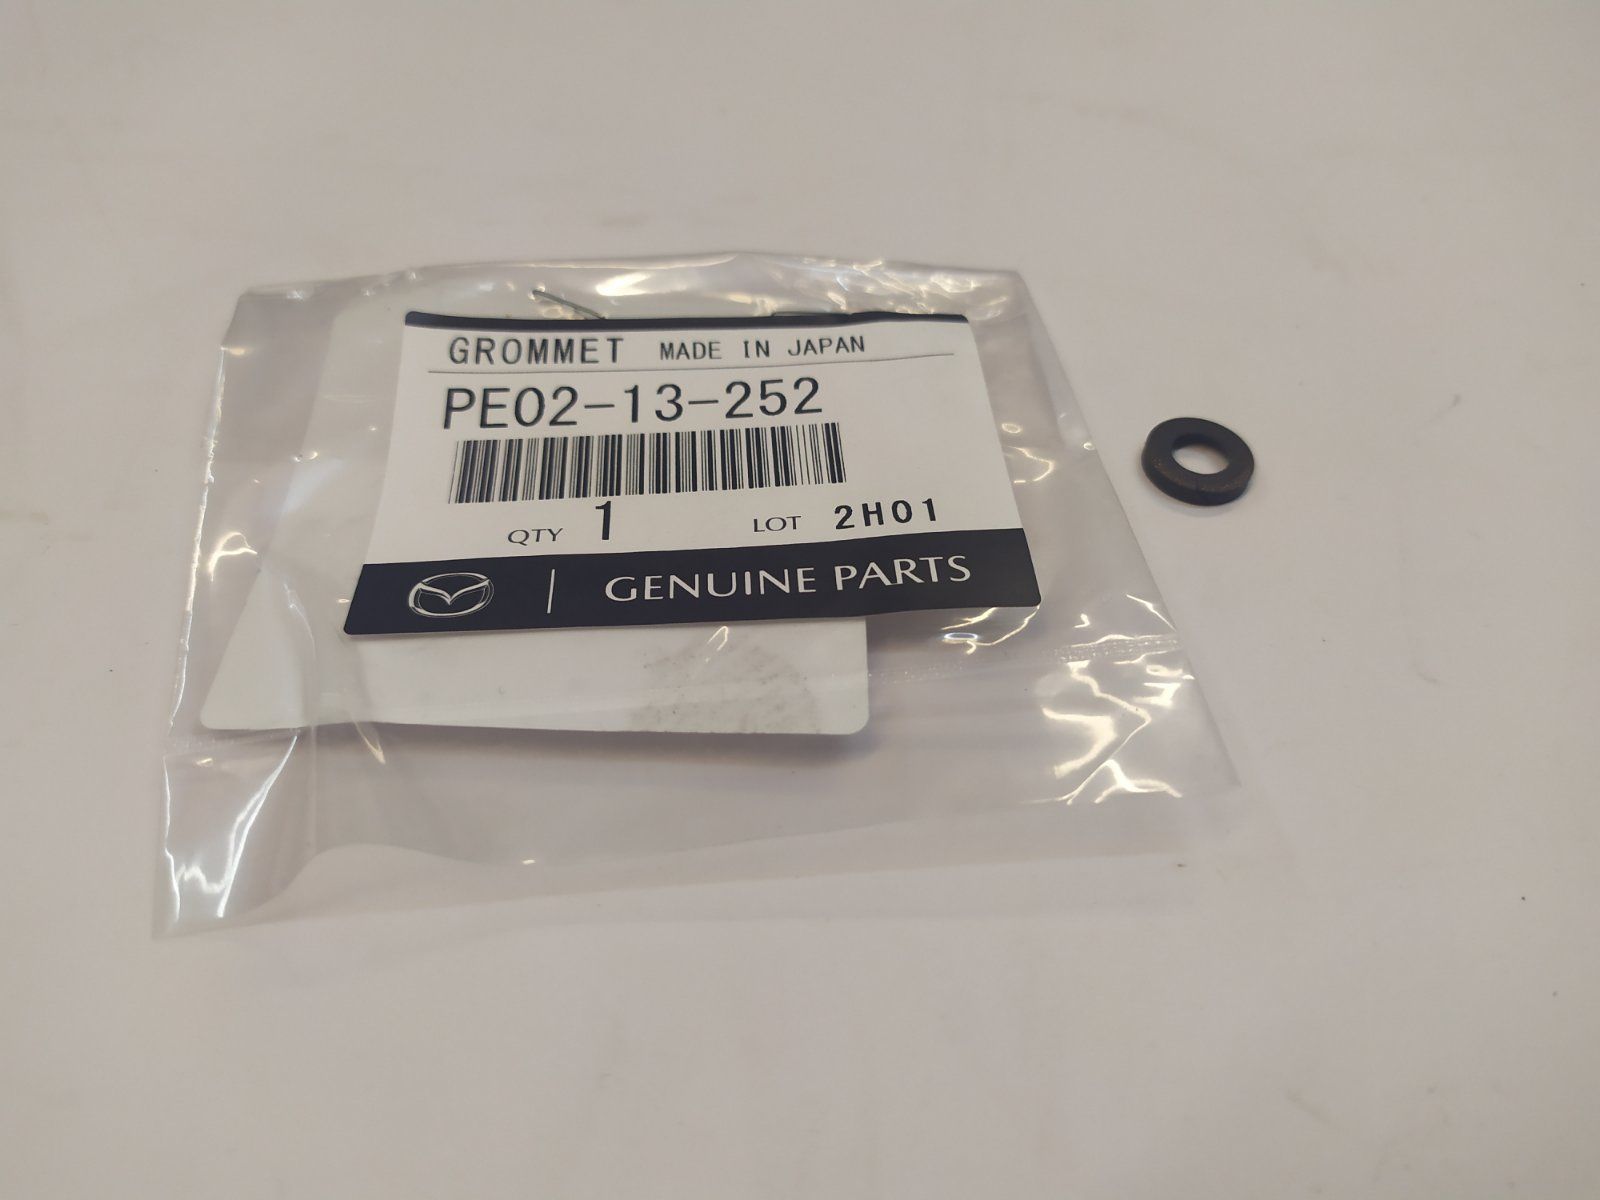 GROMMET MADE IN JAPAN
PE02-13-252
QTY 1 LOT 2H01
GENUINE PARTS